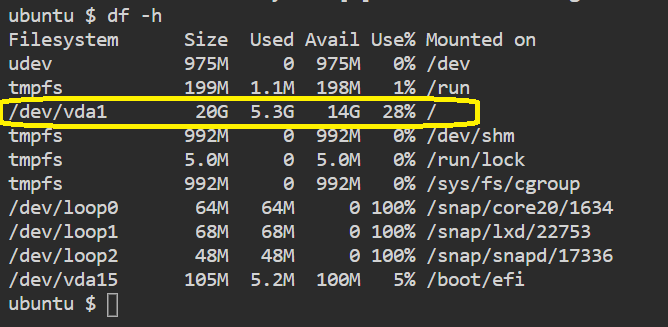 ubuntu $ df -h
Filesystem      Size  Used Avail Use% Mounted on
udev            975M     0  975M   0% /dev
tmpfs           199M  1.1M  198M   1% /run
/dev/vda1        20G  5.3G   14G  28% /
tmpfs           992M     0  992M   0% /dev/shm
tmpfs           5.0M     0  5.0M   0% /run/lock
tmpfs           992M     0  992M   0% /sys/fs/cgroup
/dev/loop0       64M   64M     0 100% /snap/core20/1634
/dev/loop1       68M   68M     0 100% /snap/lxd/22753
/dev/loop2       48M   48M     0 100% /snap/snapd/17336
/dev/vda15      105M  5.2M  100M   5% /boot/efi
ubuntu $